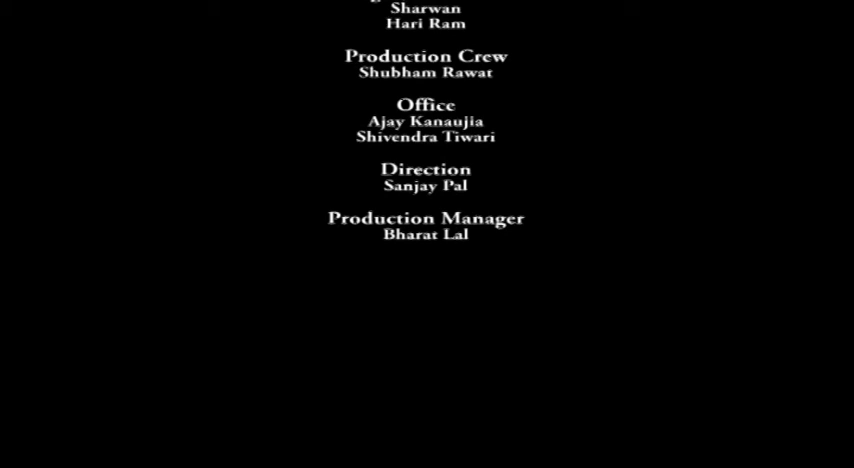 Sharwan
Hari Ram
Production Crew
Shubham Rawat
Office
Ajay Kanaujia
Shivendra Tiwari
Direction
Sanjay Pal
Production Manager
Bharat Lal